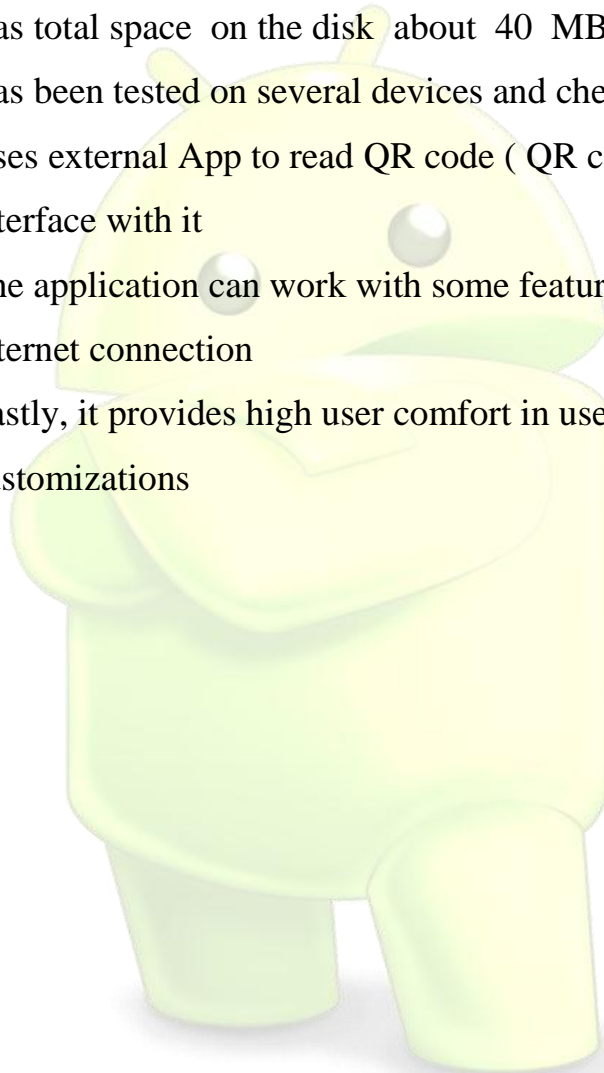 as total space on the disk about 40 MB
as been tested on several devices and che
ses external App to read QR code ( QR c
terface with it
ne application can work with some featur
ternet connection
astly, it provides high user comfort in use
ustomizations